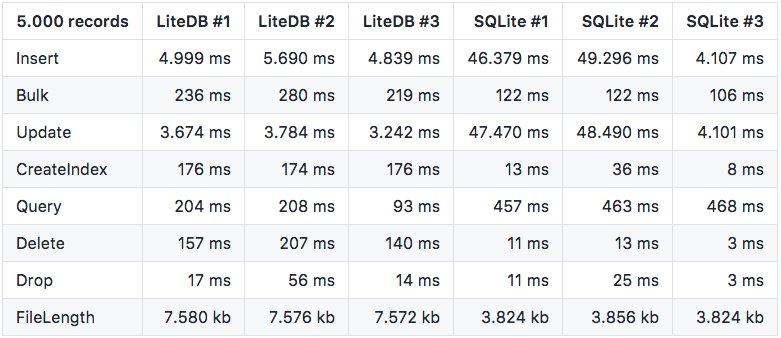 5.000 records LiteDB #1 LiteDB #2 LiteDB #3 SQLite #1 SQLite #2 SQLite #3
Insert 4.999 ms 5.690 ms 4.839 ms 46.379 ms 49.296 ms 4.107 ms
Bulk 236 ms 280 ms 219 ms 122 ms 122 ms 106 ms
Update 3.674 ms 3.784 ms 3.242 ms 47.470 ms 48.490 ms 4.101 ms
CreateIndex 176 ms 174 ms 176 ms 13 ms 36 ms 8 ms
Query 204 ms 208 ms 93 ms 457 ms 463 ms 468 ms
Delete 157 ms 207 ms 140 ms 11 ms 13 ms 3 ms
Drop 17 ms 56 ms 14 ms 11 ms 25 ms 3 ms
FileLength 7.580 kb 7.576 kb 7.572 kb 3.824 kb 3.856 kb 3.824 kb